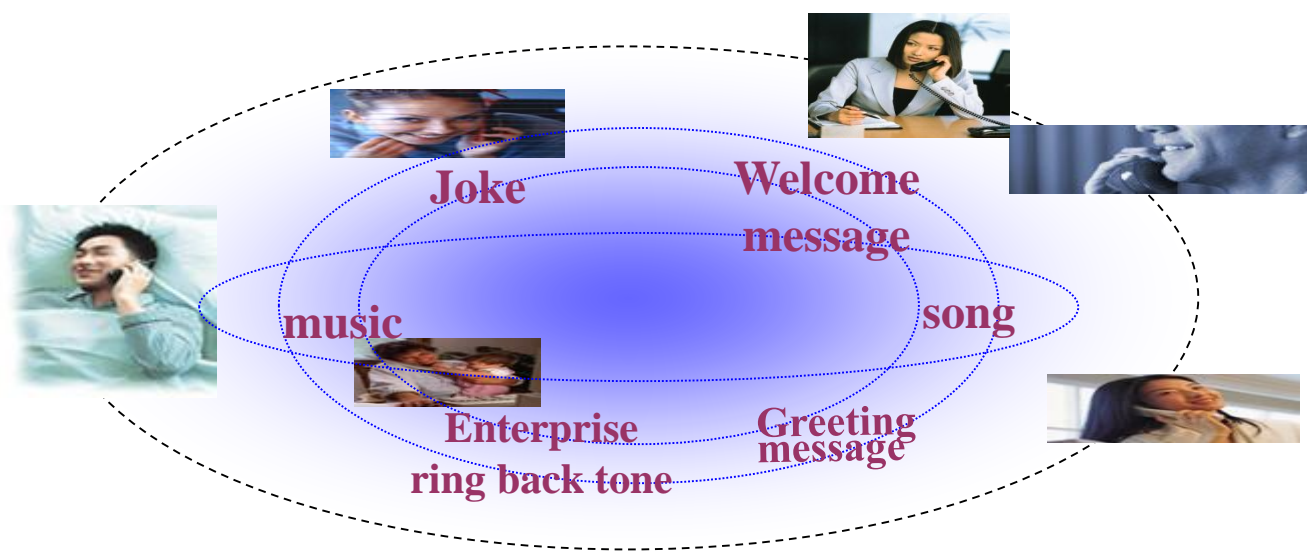 Joke
Welcome
message
music
song
Enterprise
ring back tone
Greeting
message